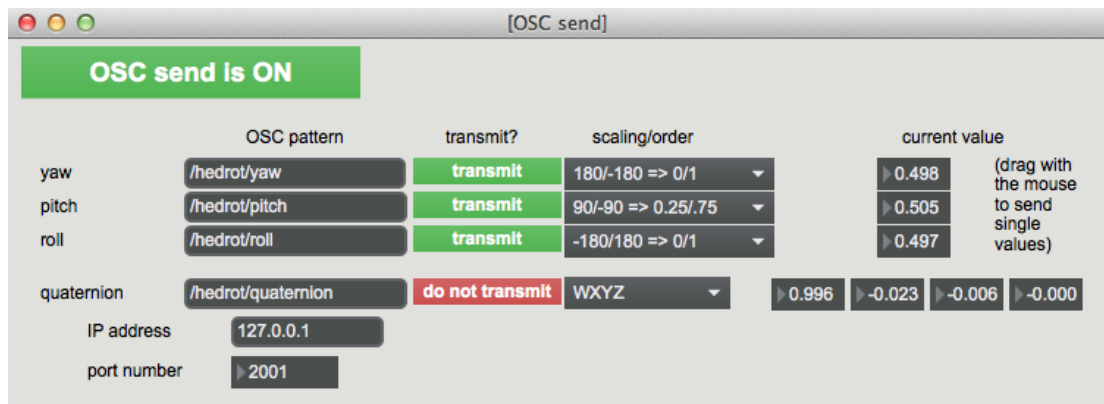 [OSC send]
OSC send is ON
OSC pattern transmit? scaling/order current value
yaw /hedrot/yaw transmit 180/-180 => 0/1 0.498
pitch /hedrot/pitch transmit 90/-90 => 0.25/.75 0.505
roll /hedrot/roll transmit -180/180 => 0/1 0.497
(drag with
the mouse
to send
single
values)
quaternion /hedrot/quaternion do not transmit WXYZ 0.996 -0.023 -0.006 -0.000
IP address 127.0.0.1
port number 2001